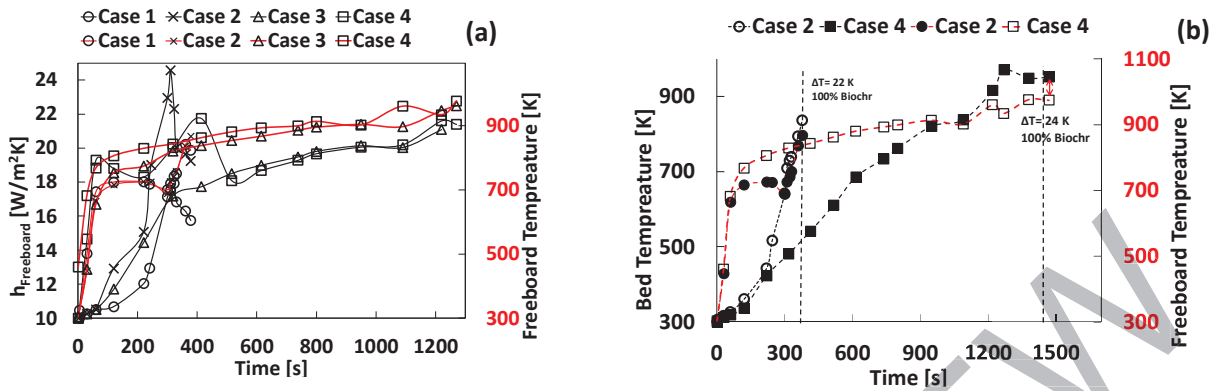 Case 1 Case 2 Case 3 Case 4
Case 1 Case 2 Case 3 Case 4
(a)
24
22
20
18
16
14
12
10
h_Freeboard [W/m²K]
900
700
500
300
Freeboard Tempreature [K]
0 200 400 600 800 1000 1200
Time [s]
Case 2 Case 4 Case 2 Case 4
(b)
ΔT= 22 K
100% Biochr
ΔT= 24 K
100% Biochr
900
700
500
300
Bed Tempreature [K]
1100
900
700
500
300
Freeboard Tempreature [K]
0 300 600 900 1200 1500
Time [s]